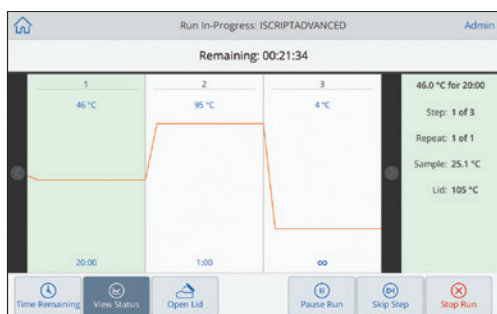 Run In-Progress: ISCRIPTADVANCED
Admin
Remaining: 00:21:34
1
2
3
46 °C
95 °C
4 °C
20:00
1:00
∞
46.0 °C for 20:00
Step: 1 of 3
Repeat: 1 of 1
Sample: 25.1 °C
Lid: 105 °C
Time Remaining
View Status
Open Lid
Pause Run
Skip Step
Stop Run